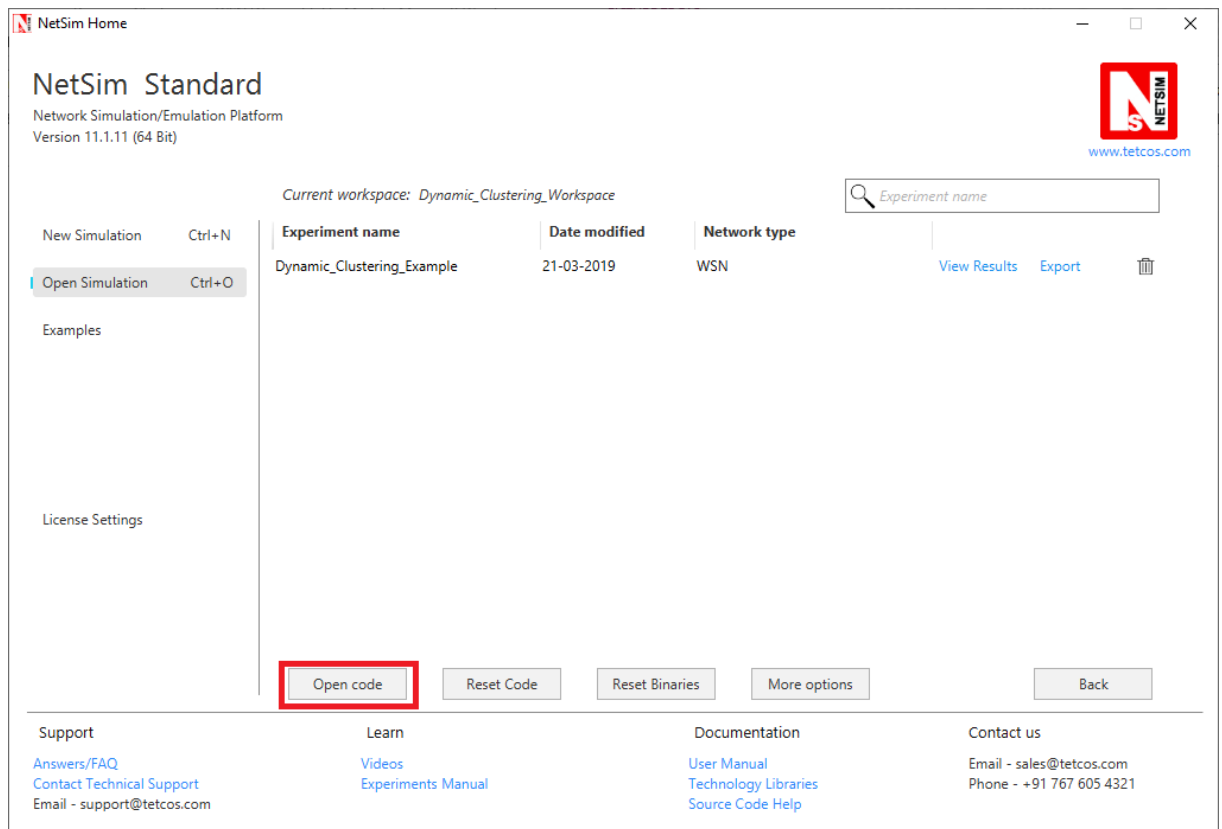 NetSim Home
NetSim Standard
Network Simulation/Emulation Platform
Version 11.1.11 (64 Bit)
N
S
NETSIM
www.tetcos.com
Current workspace: Dynamic_Clustering_Workspace
Experiment name
New Simulation Ctrl+N
Open Simulation Ctrl+O
Examples
License Settings
Experiment name Date modified Network type
Dynamic_Clustering_Example 21-03-2019 WSN View Results Export
Open code Reset Code Reset Binaries More options Back
Support
Answers/FAQ
Contact Technical Support
Email - support@tetcos.com
Learn
Videos
Experiments Manual
Documentation
User Manual
Technology Libraries
Source Code Help
Contact us
Email - sales@tetcos.com
Phone - +91 767 605 4321